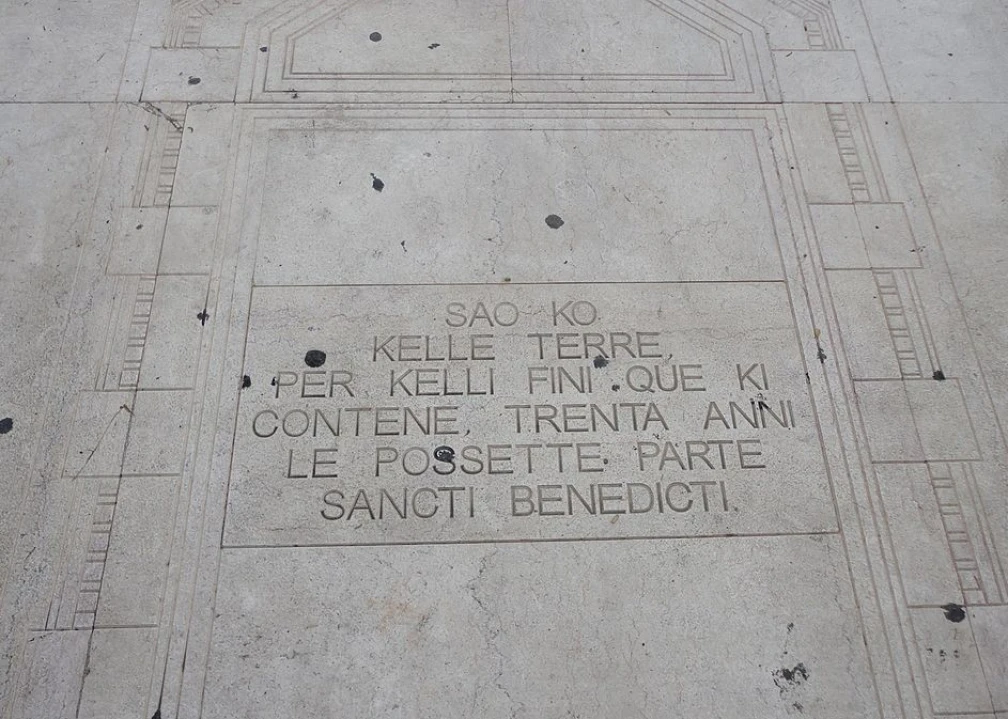 SAO KO
KELLE TERRE,
PER KELLI FINI QUE KI
CONTENE, TRENTA ANNI
LE POSSETTE PARTE
SANCTI BENEDICTI.